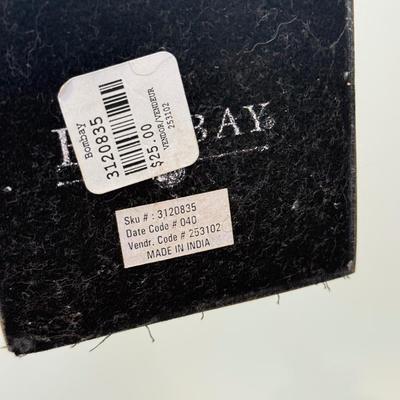 Bombay
3120835
$25.00
VENDOR/VENDEUR
253102
BAY
Sku # : 3120835
Date Code # 040
Vendr. Code # 253102
MADE IN INDIA